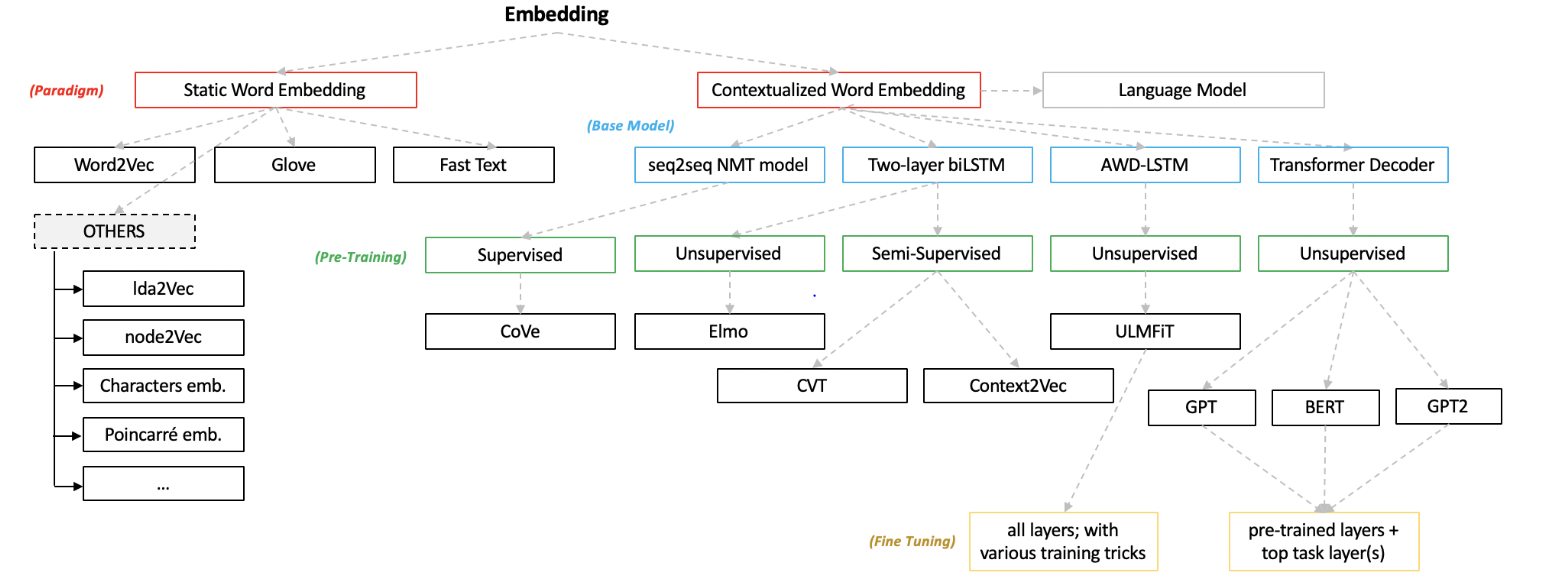 Embedding
(Paradigm)
Static Word Embedding
Contextualized Word Embedding
Language Model
(Base Model)
Word2Vec
Glove
Fast Text
seq2seq NMT model
Two-layer biLSTM
AWD-LSTM
Transformer Decoder
OTHERS
(Pre-Training)
Supervised
Unsupervised
Semi-Supervised
Unsupervised
Unsupervised
lda2Vec
node2Vec
Characters emb.
Poincarré emb.
...
CoVe
Elmo
ULMFiT
CVT
Context2Vec
GPT
BERT
GPT2
(Fine Tuning)
all layers; with
various training tricks
pre-trained layers +
top task layer(s)